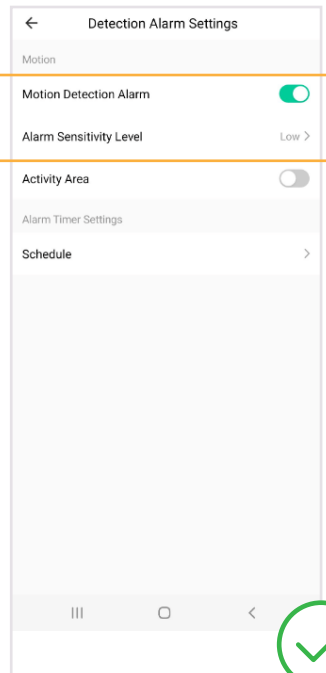 Detection Alarm Settings
Motion
Motion Detection Alarm
Alarm Sensitivity Level Low >
Activity Area
Alarm Timer Settings
Schedule >